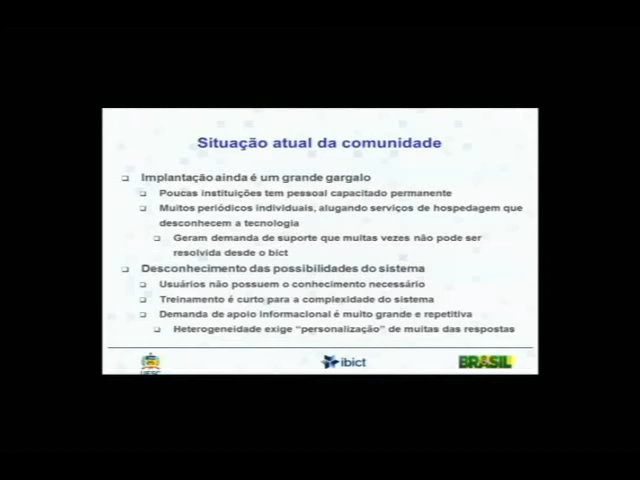 Situação atual da comunidade
Implantação ainda é um grande gargalo
Poucas instituições tem pessoal capacitado permanente
Muitos periódicos individuais, alugando serviços de hospedagem que
desconhecem a tecnologia
Geram demanda de suporte que muitas vezes não pode ser
resolvida desde o bict
Desconhecimento das possibilidades do sistema
Usuários não possuem o conhecimento necessário
Treinamento é curto para a complexidade do sistema
Demanda de apoio informacional é muito grande e repetitiva
Heterogeneidade exige “personalização” de muitas das respostas
UFSC
ibict
BRASIL